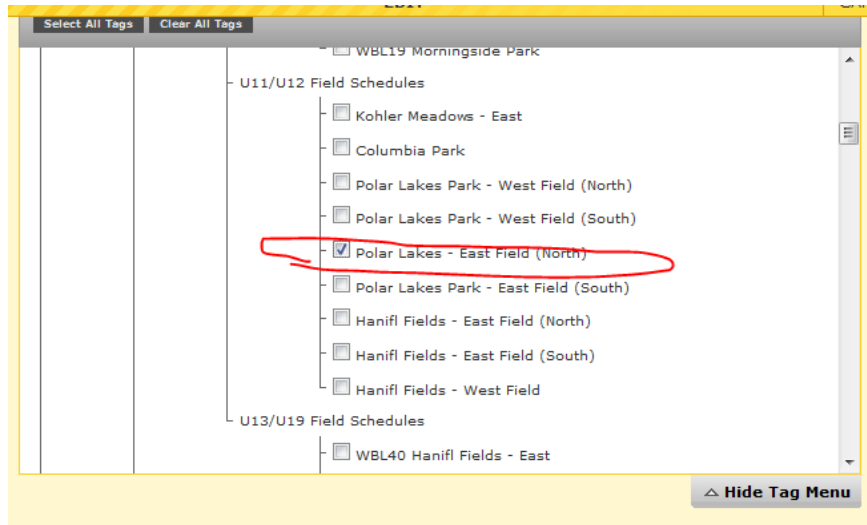 Select All Tags Clear All Tags
WBL19 Morningside Park
U11/U12 Field Schedules
Kohler Meadows - East
Columbia Park
Polar Lakes Park - West Field (North)
Polar Lakes Park - West Field (South)
Polar Lakes - East Field (North)
Polar Lakes Park - East Field (South)
Hanifl Fields - East Field (North)
Hanifl Fields - East Field (South)
Hanifl Fields - West Field
U13/U19 Field Schedules
WBL40 Hanifl Fields - East
Hide Tag Menu